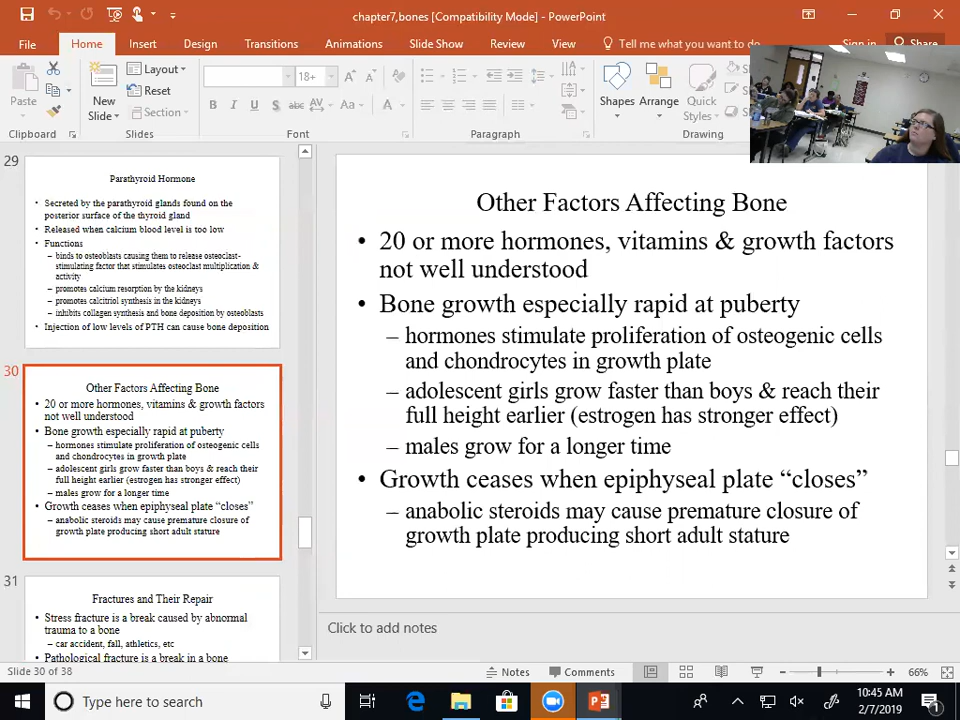 chapter7,bones [Compatibility Mode] - PowerPoint
File Home Insert Design Transitions Animations Slide Show Review View Tell me what you want to do Sign in Share
Paste
New
Slide
Layout
Reset
Section
18+
B I U S abc AV Aa A
Shapes Arrange Quick
Styles
Clipboard Slides Font Paragraph Drawing
29
Parathyroid Hormone
• Secreted by the parathyroid glands found on the
posterior surface of the thyroid gland
• Released when calcium blood level is too low
• Functions
– binds to osteoblasts causing them to release osteoclast-
stimulating factor that stimulates osteoclast multiplication &
activity
– promotes calcium resorption by the kidneys
– promotes calcitriol synthesis in the kidneys
– inhibits collagen synthesis and bone deposition by osteoblasts
• Injection of low levels of PTH can cause bone deposition
30
Other Factors Affecting Bone
• 20 or more hormones, vitamins & growth factors
not well understood
• Bone growth especially rapid at puberty
– hormones stimulate proliferation of osteogenic cells
and chondrocytes in growth plate
– adolescent girls grow faster than boys & reach their
full height earlier (estrogen has stronger effect)
– males grow for a longer time
• Growth ceases when epiphyseal plate “closes”
– anabolic steroids may cause premature closure of
growth plate producing short adult stature
31
Fractures and Their Repair
• Stress fracture is a break caused by abnormal
trauma to a bone
– car accident, fall, athletics, etc
• Pathological fracture is a break in a bone
Other Factors Affecting Bone
• 20 or more hormones, vitamins & growth factors
not well understood
• Bone growth especially rapid at puberty
– hormones stimulate proliferation of osteogenic cells
and chondrocytes in growth plate
– adolescent girls grow faster than boys & reach their
full height earlier (estrogen has stronger effect)
– males grow for a longer time
• Growth ceases when epiphyseal plate “closes”
– anabolic steroids may cause premature closure of
growth plate producing short adult stature
Click to add notes
Slide 30 of 38 Notes Comments 66%
Type here to search
10:45 AM
2/7/2019
1